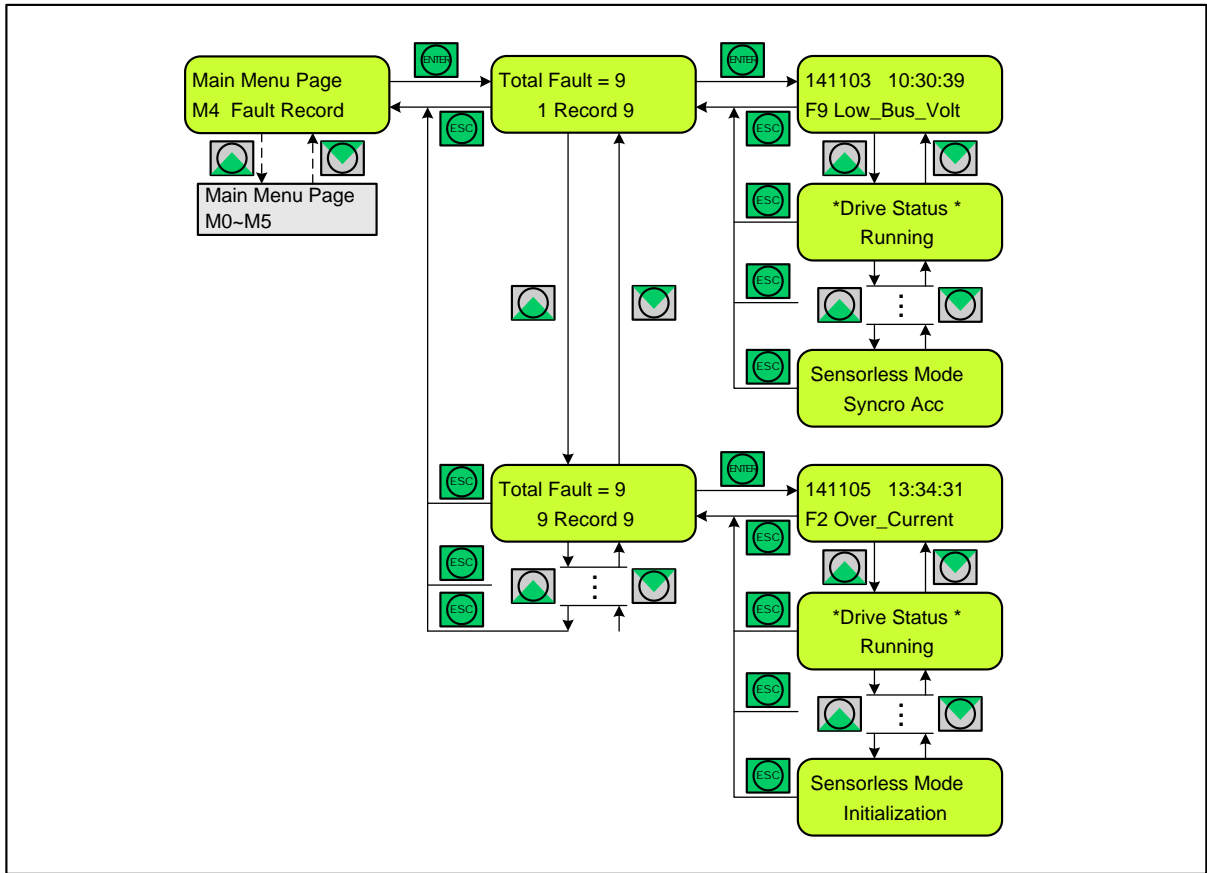 ENTER
ENTER
Main Menu Page
M4 Fault Record
Total Fault = 9
1 Record 9
141103 10:30:39
F9 Low_Bus_Volt
ESC
ESC
Main Menu Page
M0~M5
ESC
*Drive Status *
Running
ESC
ESC
Sensorless Mode
Syncro Acc
ENTER
ESC
Total Fault = 9
9 Record 9
141105 13:34:31
F2 Over_Current
ESC
ESC
ESC
ESC
*Drive Status *
Running
ESC
ESC
Sensorless Mode
Initialization